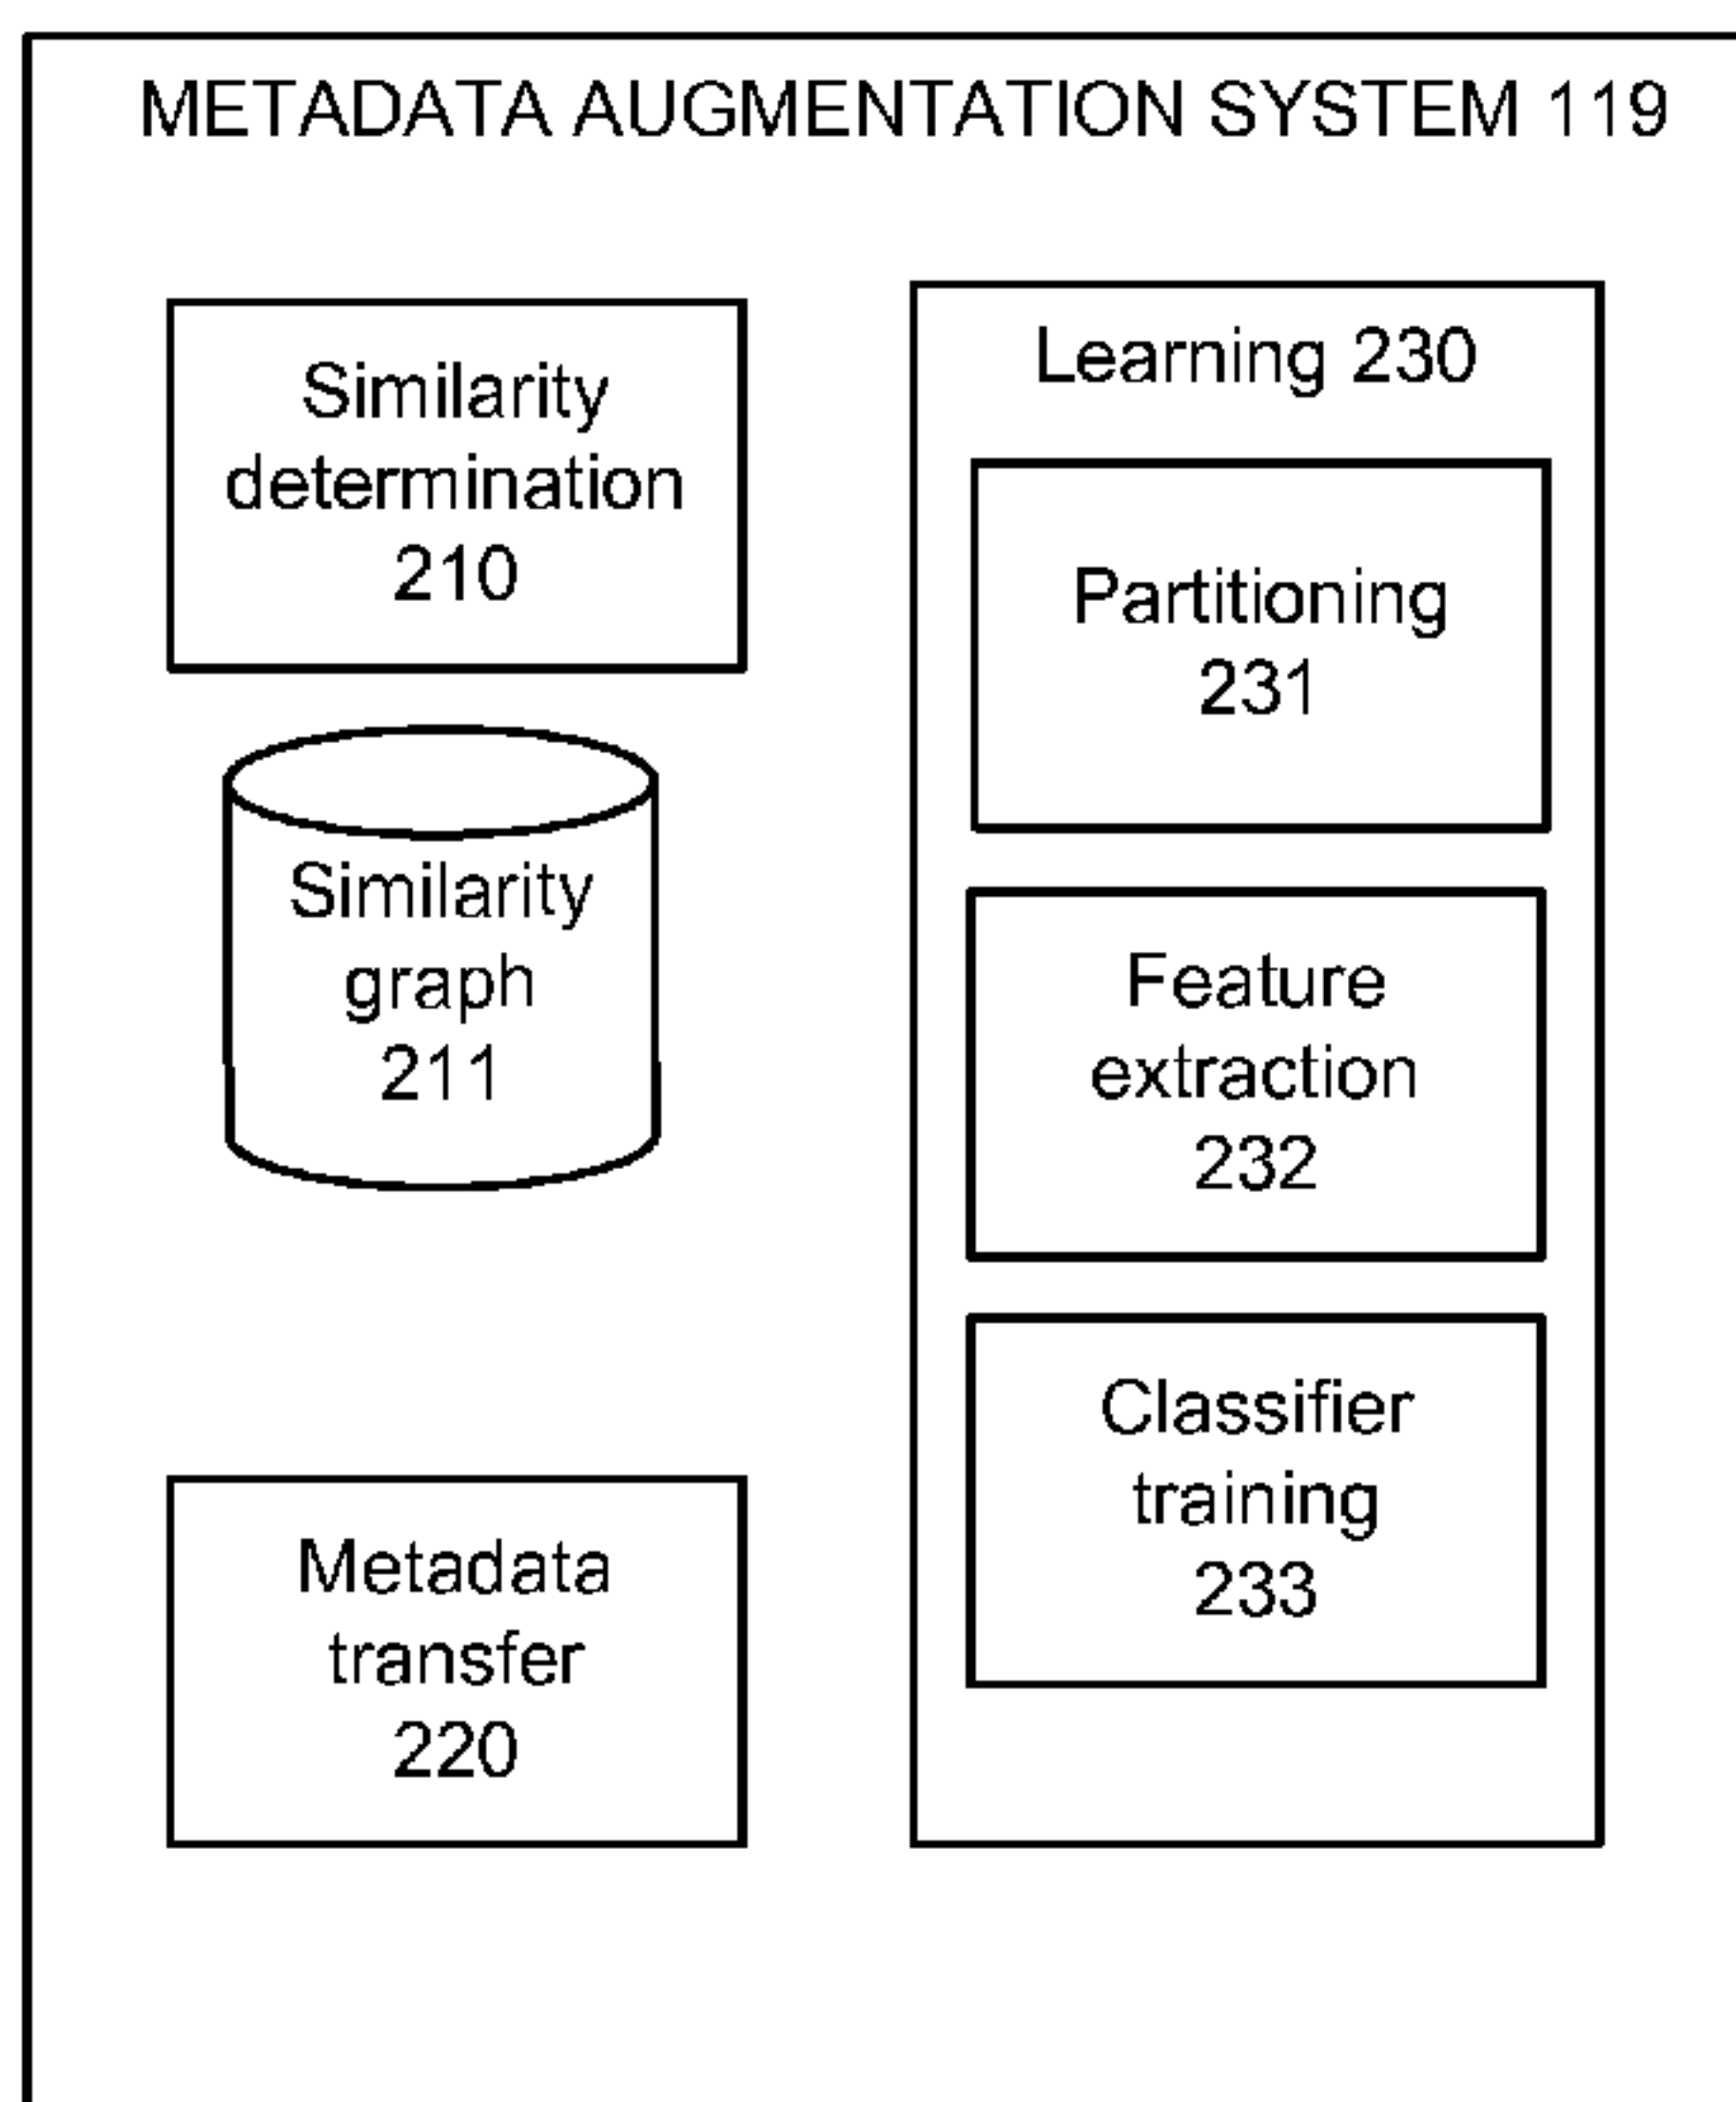 METADATA AUGMENTATION SYSTEM 119
Similarity
determination
210
Similarity
graph
211
Metadata
transfer
220
Learning 230
Partitioning
231
Feature
extraction
232
Classifier
training
233